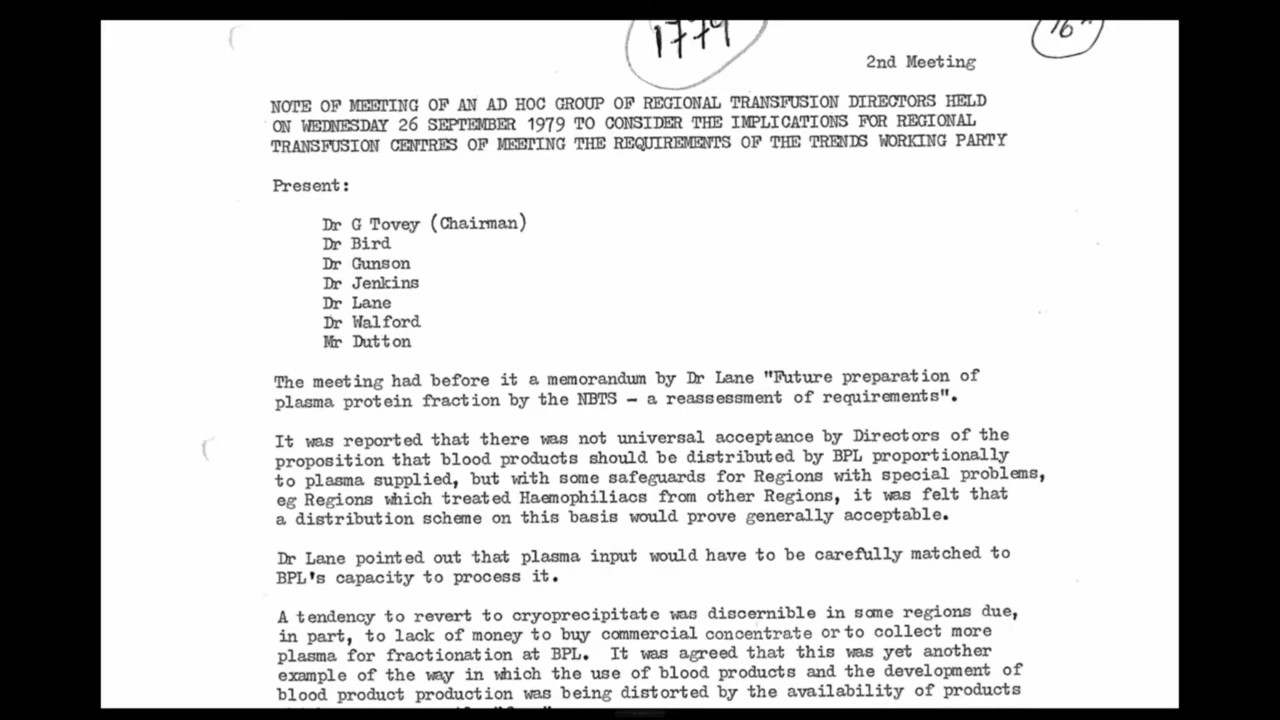 1779
16"
2nd Meeting
NOTE OF MEETING OF AN AD HOC GROUP OF REGIONAL TRANSFUSION DIRECTORS HELD
ON WEDNESDAY 26 SEPTEMBER 1979 TO CONSIDER THE IMPLICATIONS FOR REGIONAL
TRANSFUSION CENTRES OF MEETING THE REQUIREMENTS OF THE TRENDS WORKING PARTY
Present:
Dr G Tovey (Chairman)
Dr Bird
Dr Gunson
Dr Jenkins
Dr Lane
Dr Walford
Mr Dutton
The meeting had before it a memorandum by Dr Lane "Future preparation of
plasma protein fraction by the NBTS - a reassessment of requirements".
It was reported that there was not universal acceptance by Directors of the
proposition that blood products should be distributed by BPL proportionally
to plasma supplied, but with some safeguards for Regions with special problems,
eg Regions which treated Haemophiliacs from other Regions, it was felt that
a distribution scheme on this basis would prove generally acceptable.
Dr Lane pointed out that plasma input would have to be carefully matched to
BPL's capacity to process it.
A tendency to revert to cryoprecipitate was discernible in some regions due,
in part, to lack of money to buy commercial concentrate or to collect more
plasma for fractionation at BPL. It was agreed that this was yet another
example of the way in which the use of blood products and the development of
blood product production was being distorted by the availability of products